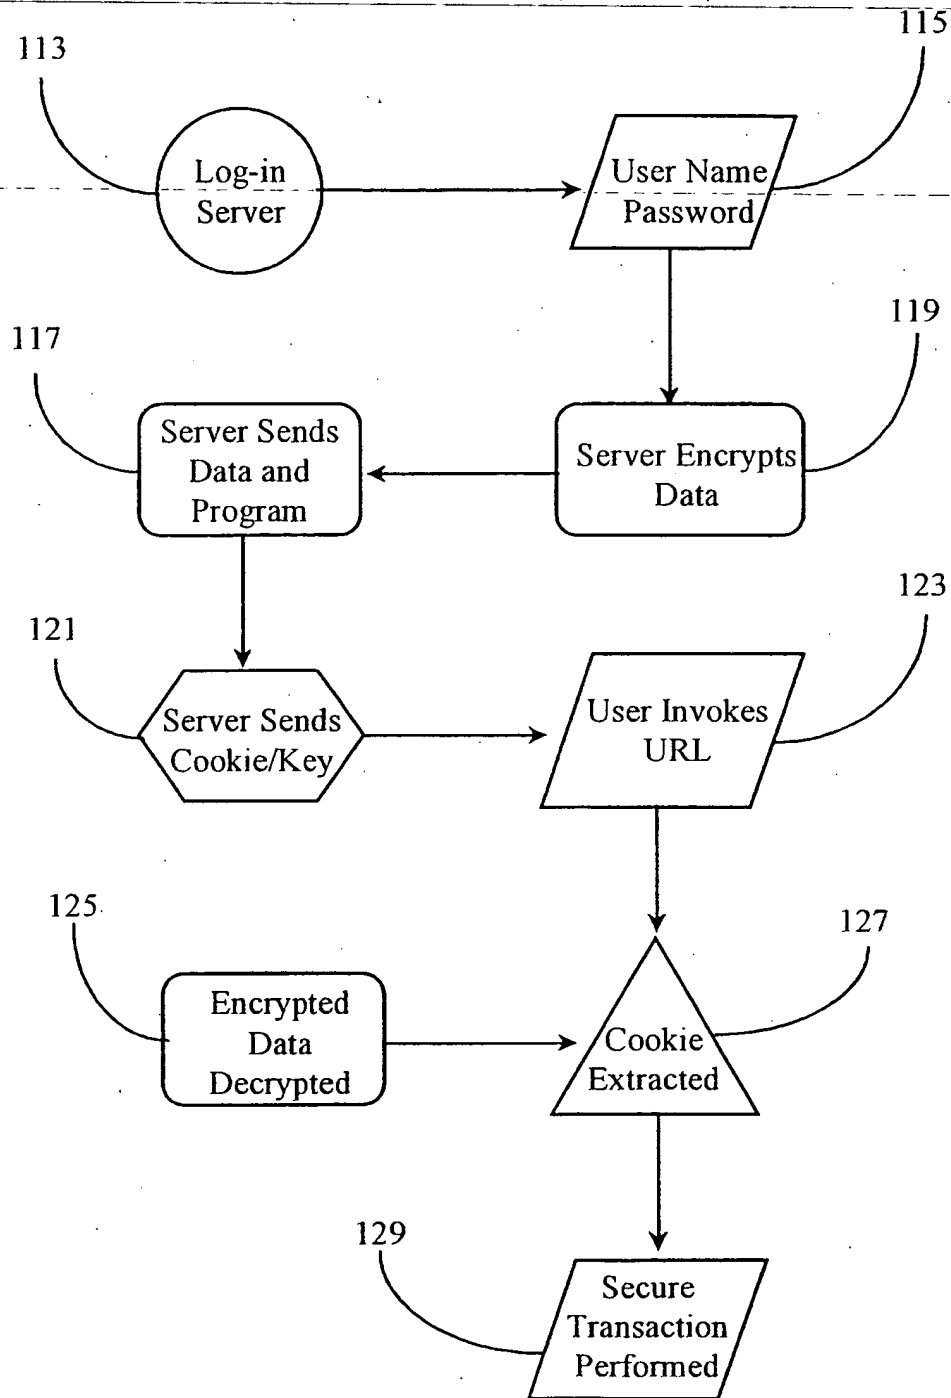 113
115
Log-in
Server
User Name
Password
117
119
Server Sends
Data and
Program
Server Encrypts
Data
121
123
Server Sends
Cookie/Key
User Invokes
URL
125
127
Encrypted
Data
Decrypted
Cookie
Extracted
129
Secure
Transaction
Performed